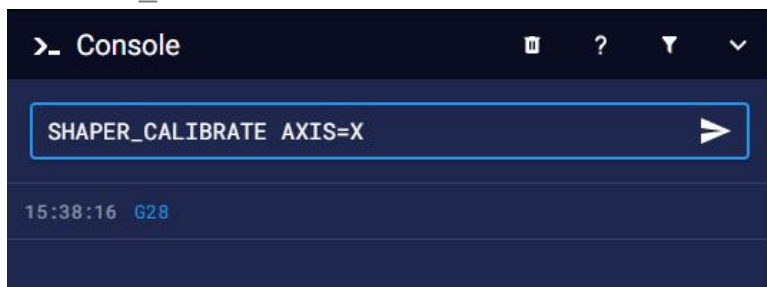 >_ Console ?
SHAPER_CALIBRATE AXIS=X
15:38:16 G28